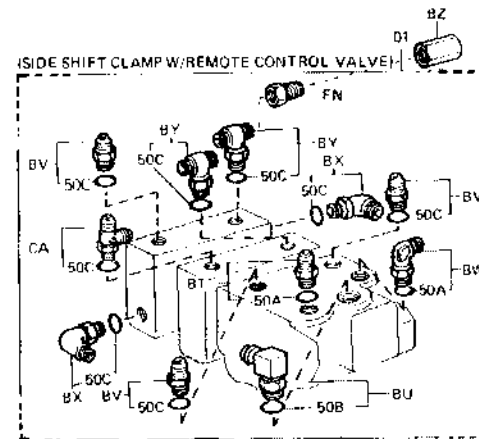 BZ
D1
(SIDE SHIFT CLAMP W/REMOTE CONTROL VALVE)
FN
BY
BY
BV
50C
50C
50C
BX
50C
BV
50C
CA
50C
BT
50A
BW
50A
BX
50C
BV
50C
BU
50B